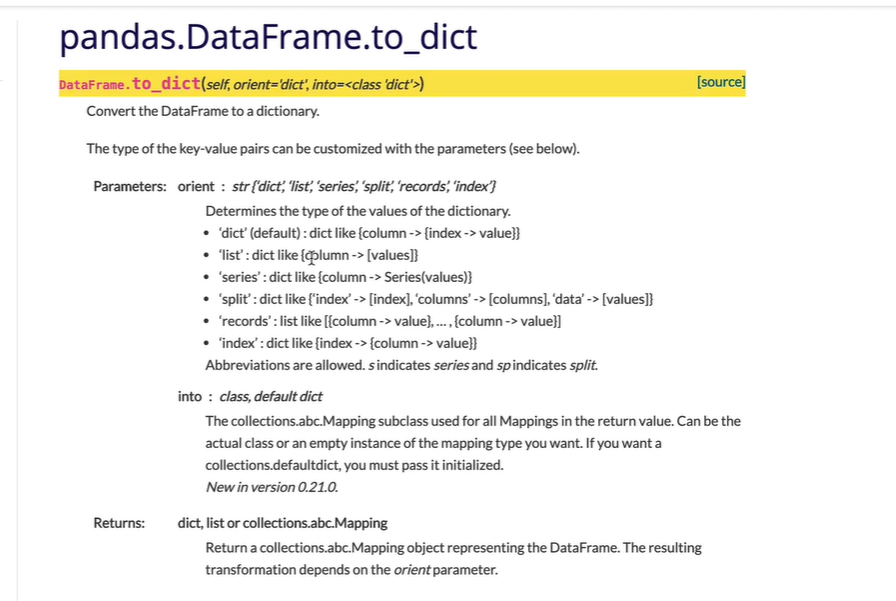 pandas.DataFrame.to_dict
DataFrame.to_dict(self, orient='dict', into=<class 'dict'>) [source]
Convert the DataFrame to a dictionary.
The type of the key-value pairs can be customized with the parameters (see below).
Parameters: orient : str {'dict', 'list', 'series', 'split', 'records', 'index'}
Determines the type of the values of the dictionary.
• 'dict' (default) : dict like {column -> {index -> value}}
• 'list' : dict like {column -> [values]}
• 'series' : dict like {column -> Series(values)}
• 'split' : dict like {'index' -> [index], 'columns' -> [columns], 'data' -> [values]}
• 'records' : list like [{column -> value}, ... , {column -> value}]
• 'index' : dict like {index -> {column -> value}}
Abbreviations are allowed. s indicates series and sp indicates split.
into : class, default dict
The collections.abc.Mapping subclass used for all Mappings in the return value. Can be the
actual class or an empty instance of the mapping type you want. If you want a
collections.defaultdict, you must pass it initialized.
New in version 0.21.0.
Returns: dict, list or collections.abc.Mapping
Return a collections.abc.Mapping object representing the DataFrame. The resulting
transformation depends on the orient parameter.